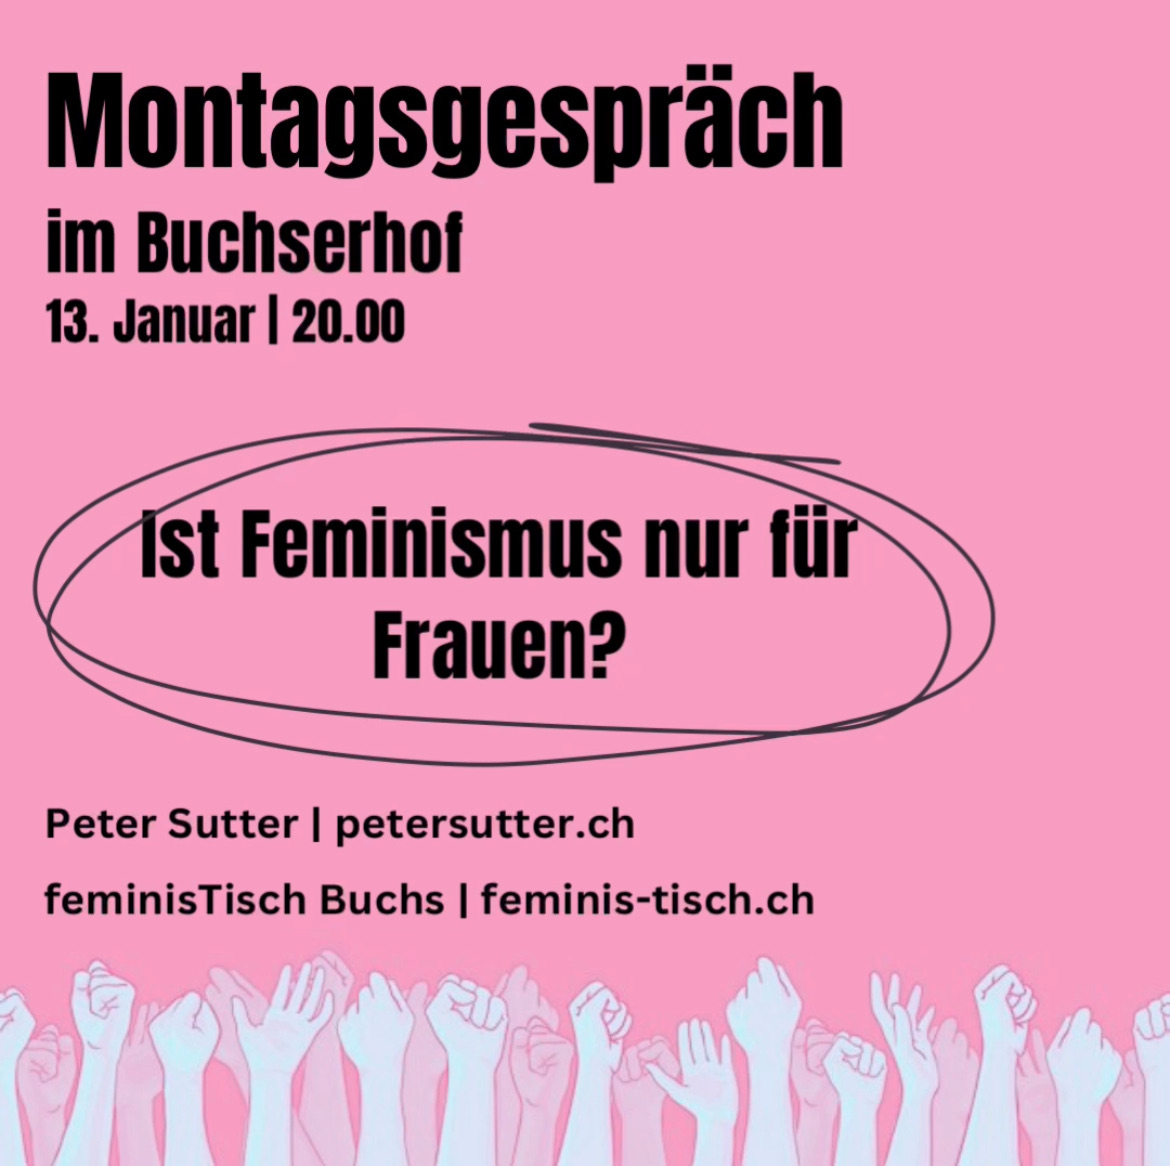 Montagsgespräch
im Buchserhof
13. Januar | 20.00
Ist Feminismus nur für
Frauen?
Peter Sutter | petersutter.ch
feminisTisch Buchs | feminis-tisch.ch